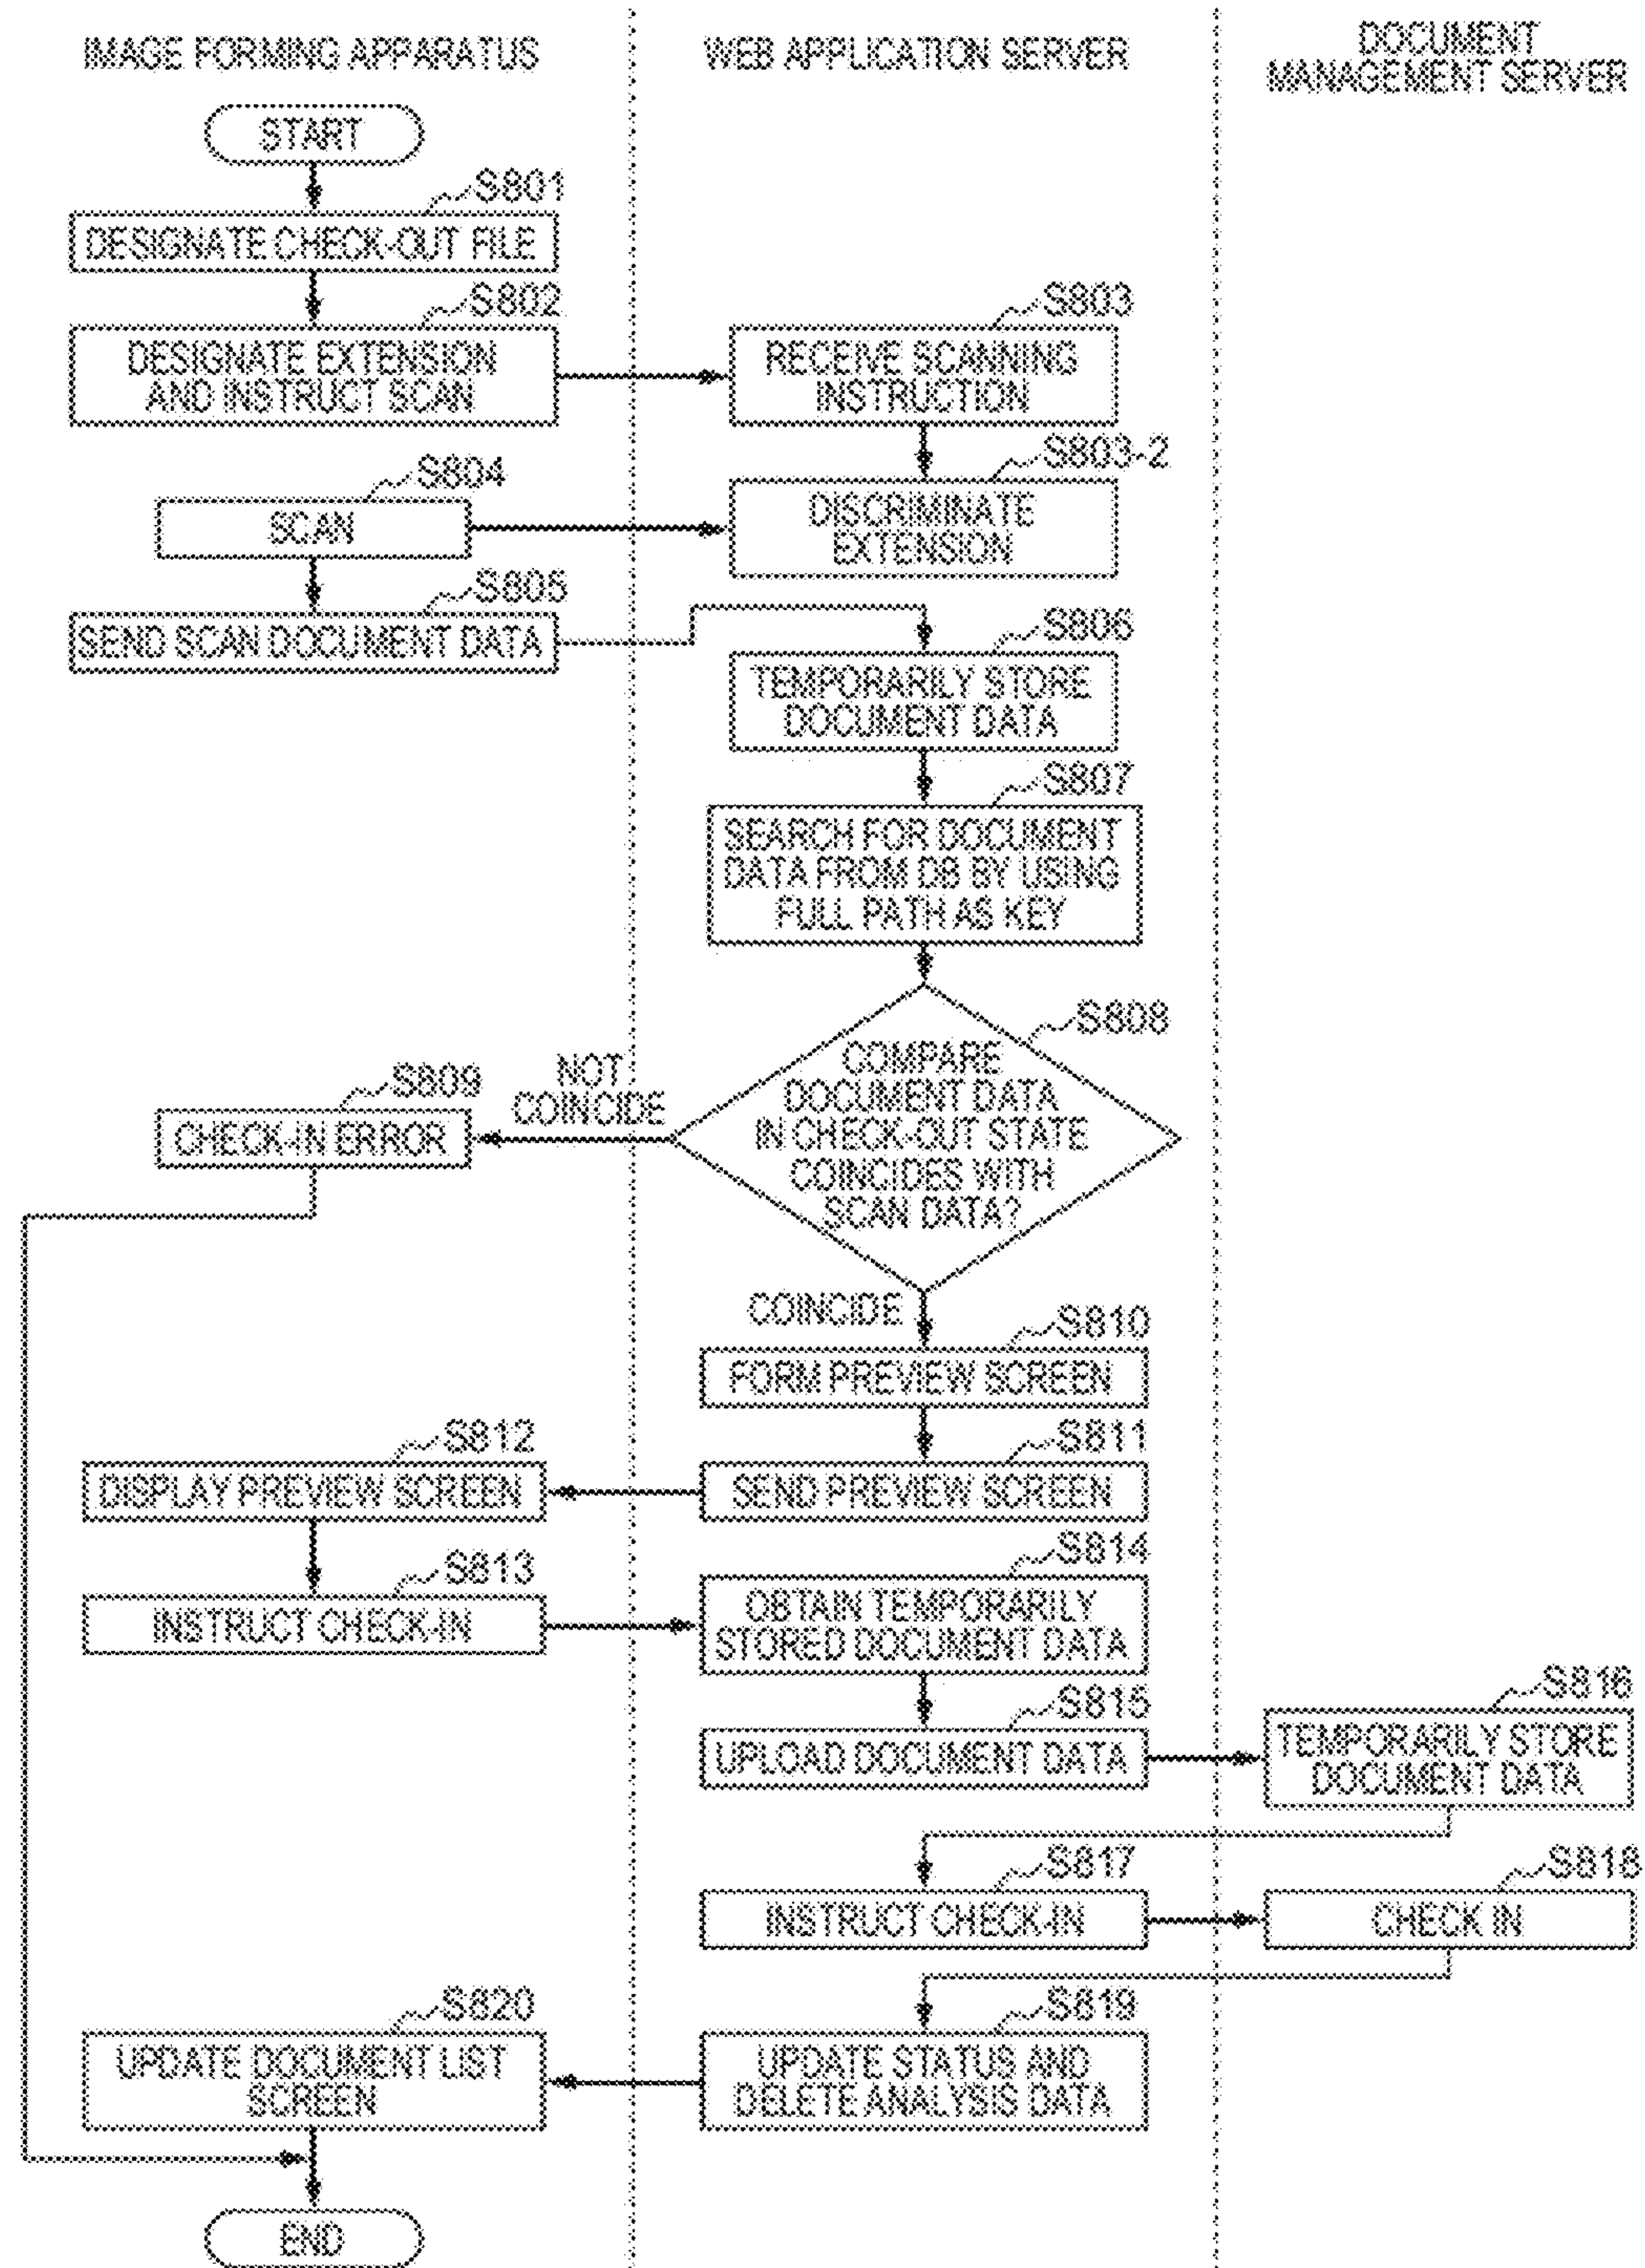 IMAGE FORMING APPARATUS
WEB APPLICATION SERVER
DOCUMENT
MANAGEMENT SERVER
START
S801
DESIGNATE CHECK-OUT FILE
S802
DESIGNATE EXTENSION
AND INSTRUCT SCAN
S803
RECEIVE SCANNING
INSTRUCTION
S803-2
DISCRIMINATE
EXTENSION
S804
SCAN
S805
SEND SCAN DOCUMENT DATA
S806
TEMPORARILY STORE
DOCUMENT DATA
S807
SEARCH FOR DOCUMENT
DATA FROM DB BY USING
FULL PATH AS KEY
S808
COMPARE
DOCUMENT DATA
IN CHECK-OUT STATE
COINCIDES WITH
SCAN DATA?
NOT
COINCIDE
S809
CHECK-IN ERROR
COINCIDE
S810
FORM PREVIEW SCREEN
S811
SEND PREVIEW SCREEN
S812
DISPLAY PREVIEW SCREEN
S813
INSTRUCT CHECK-IN
S814
OBTAIN TEMPORARILY
STORED DOCUMENT DATA
S815
UPLOAD DOCUMENT DATA
S816
TEMPORARILY STORE
DOCUMENT DATA
S817
INSTRUCT CHECK-IN
S818
CHECK IN
S819
UPDATE STATUS AND
DELETE ANALYSIS DATA
S820
UPDATE DOCUMENT LIST
SCREEN
END